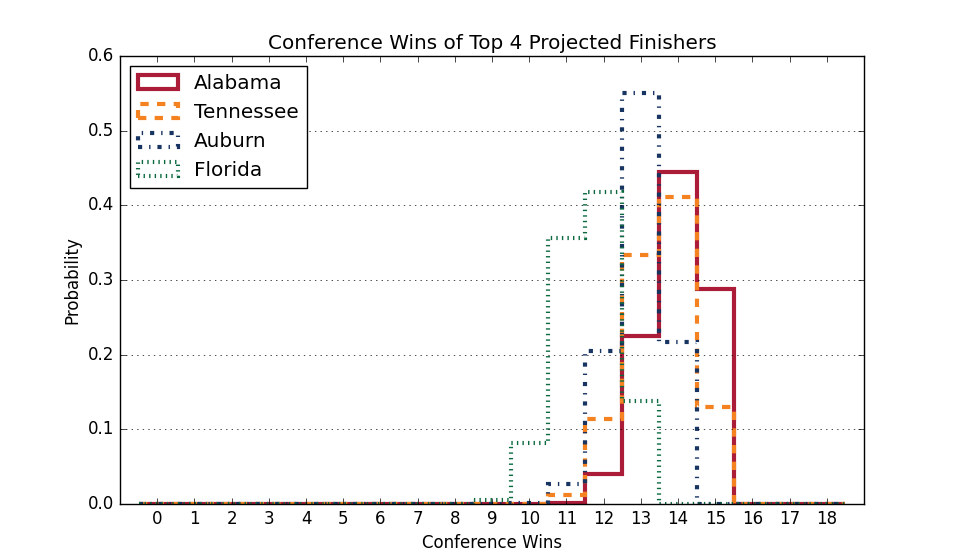 Conference Wins of Top 4 Projected Finishers
0.6
0.5
0.4
0.3
0.2
0.1
0.0
Probability
Alabama
Tennessee
Auburn
Florida
0 1 2 3 4 5 6 7 8 9 10 11 12 13 14 15 16 17 18
Conference Wins